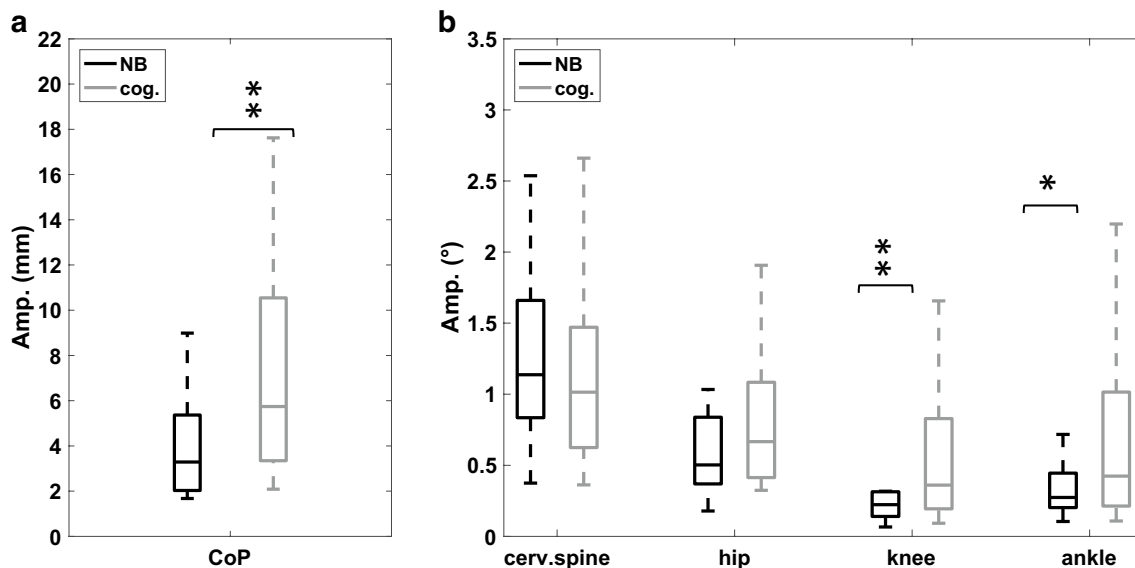 a
22
20
18
16
14
12
10
8
6
4
2
0
Amp. (mm)
NB
cog.
**
CoP
b
3.5
3
2.5
2
1.5
1
0.5
0
Amp. (°)
NB
cog.
**
*
cerv.spine hip knee ankle